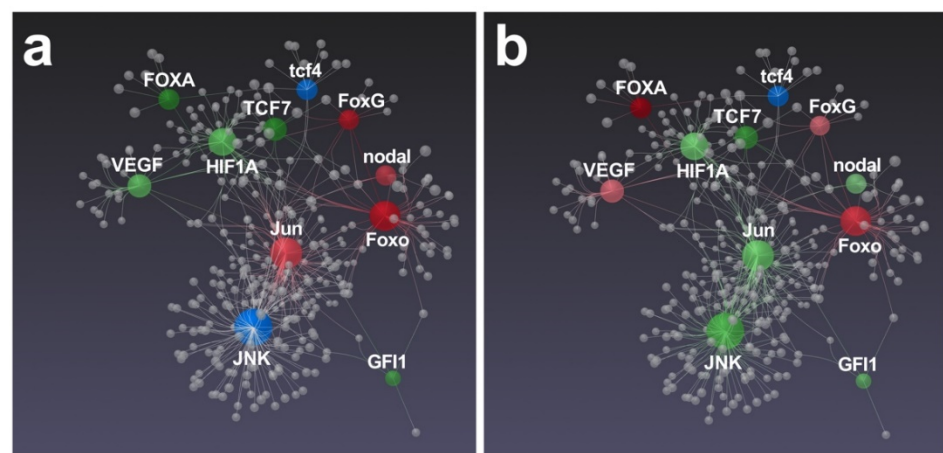 a
tcf4
FOXA
TCF7
FoxG
HIF1A
nodal
VEGF
Jun
Foxo
JNK
GFI1
b
tcf4
FOXA
TCF7
FoxG
HIF1A
nodal
VEGF
Jun
Foxo
JNK
GFI1